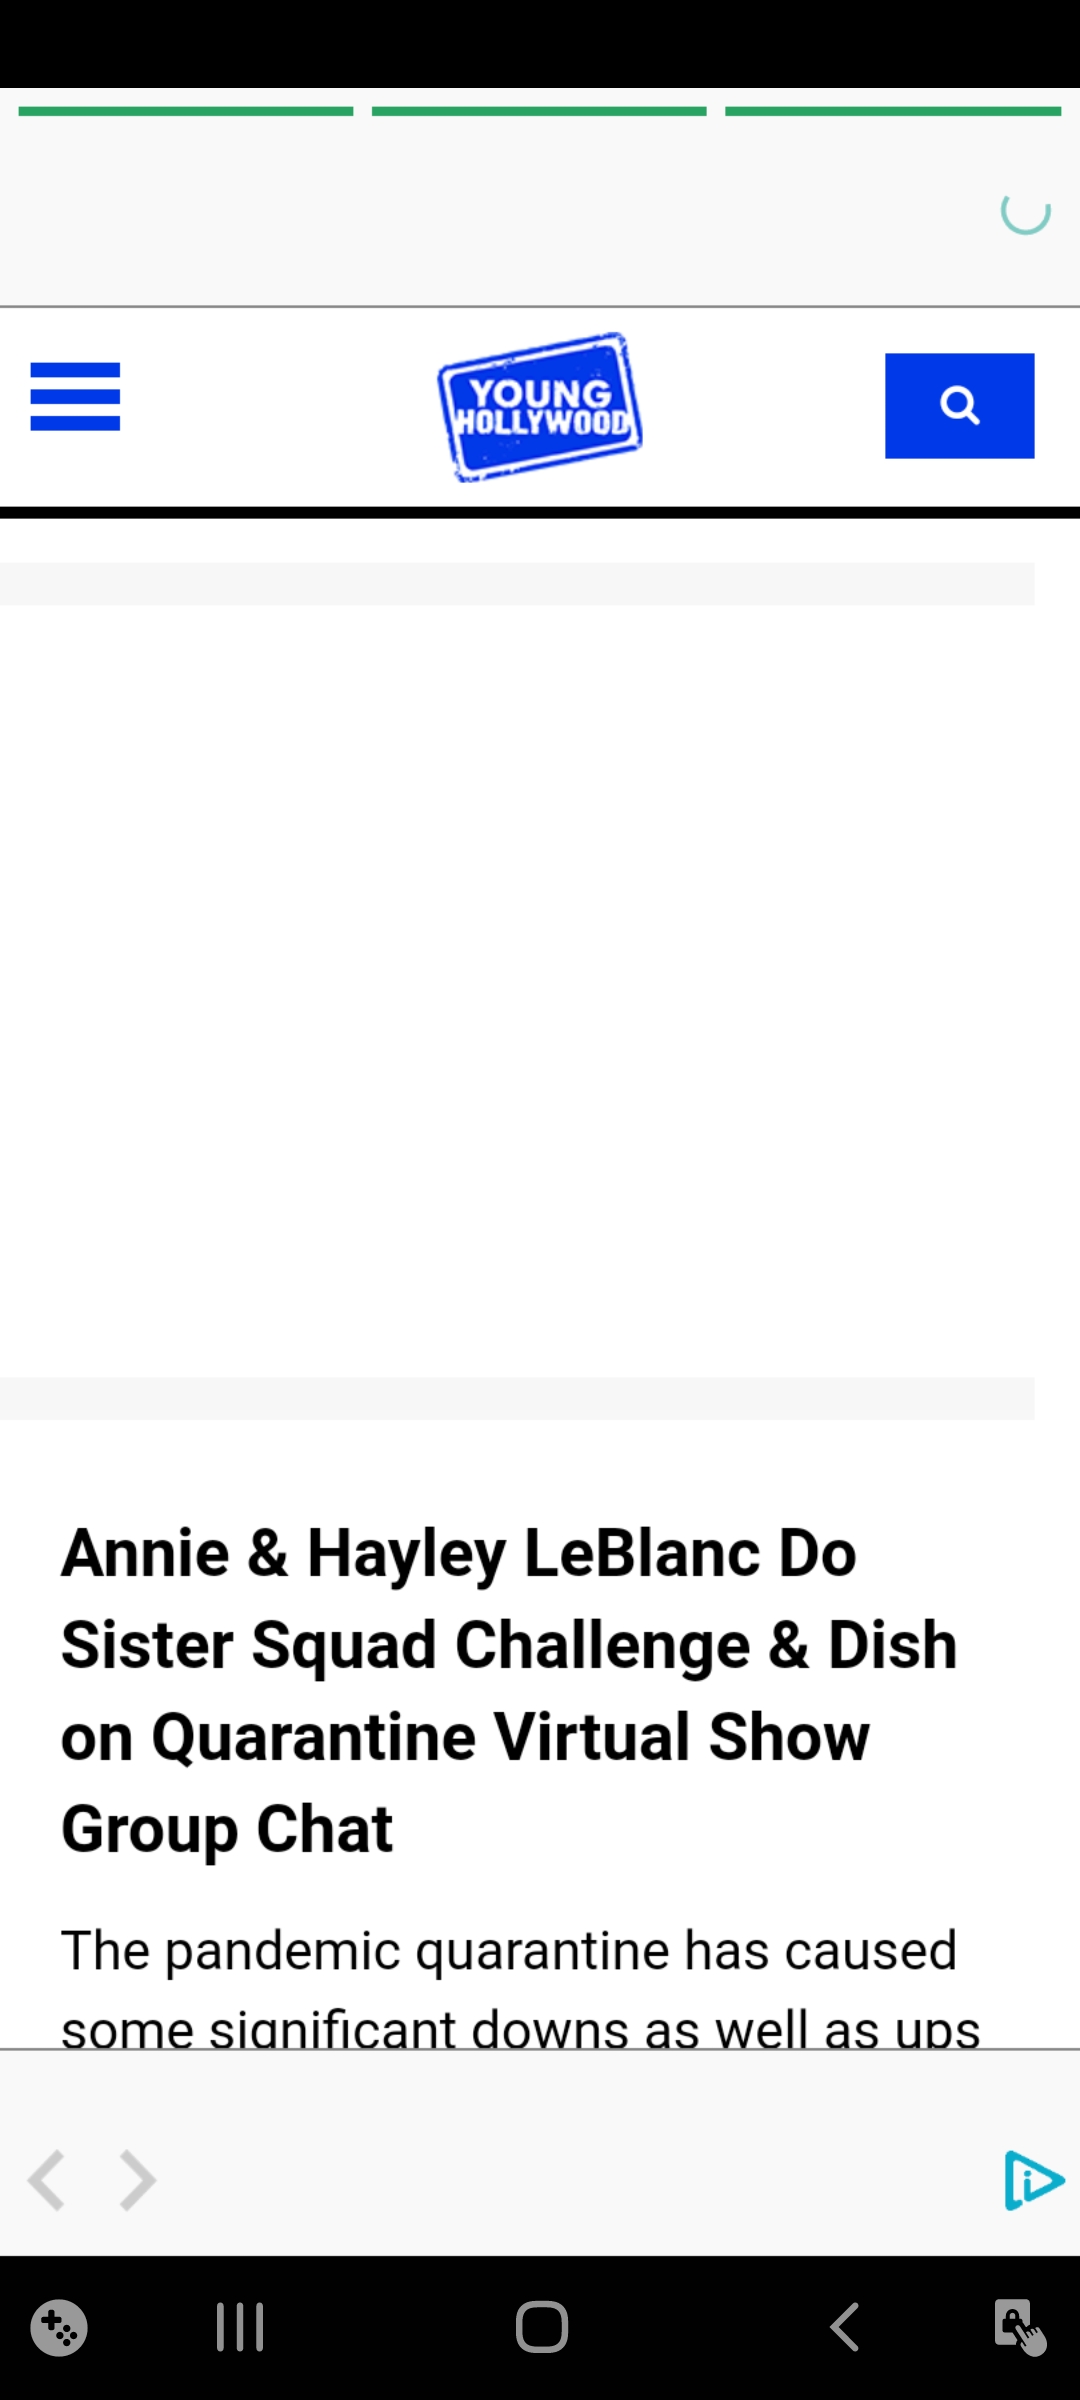 YOUNG
HOLLYWOOD
Annie & Hayley LeBlanc Do
Sister Squad Challenge & Dish
on Quarantine Virtual Show
Group Chat
The pandemic quarantine has caused
some significant downs as well as ups